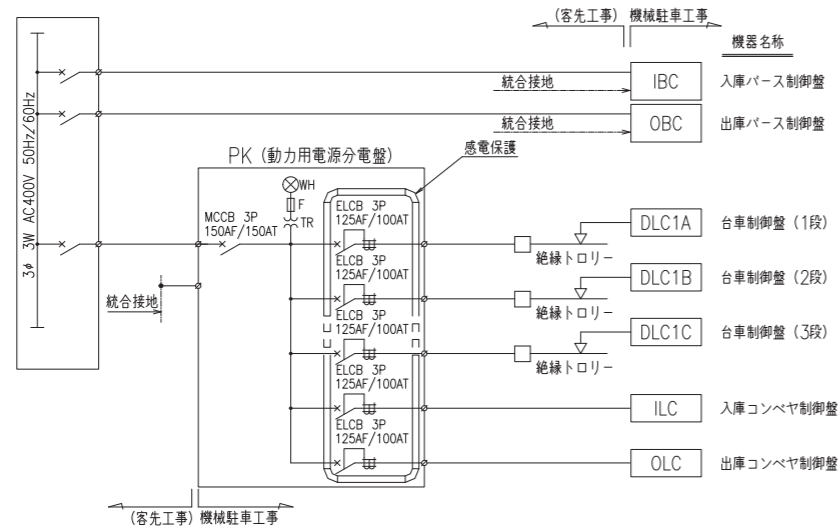 (客先工事) 機械駐車工事
機器名称
IBC 入庫バース制御盤
統合接地
OBC 出庫バース制御盤
統合接地
3φ 3W AC400V 50Hz/60Hz
感電保護
PK (動力用電源分電盤)
WH
F
TR
MCCB 3P
150AF/150AT
ELCB 3P
125AF/100AT
DLC1A 台車制御盤 (1段)
絶縁トロリー
ELCB 3P
125AF/100AT
DLC1B 台車制御盤 (2段)
絶縁トロリー
統合接地
ELCB 3P
125AF/100AT
DLC1C 台車制御盤 (3段)
絶縁トロリー
ELCB 3P
125AF/100AT
ILC 入庫コンベヤ制御盤
ELCB 3P
125AF/100AT
OLC 出庫コンベヤ制御盤
(客先工事) 機械駐車工事